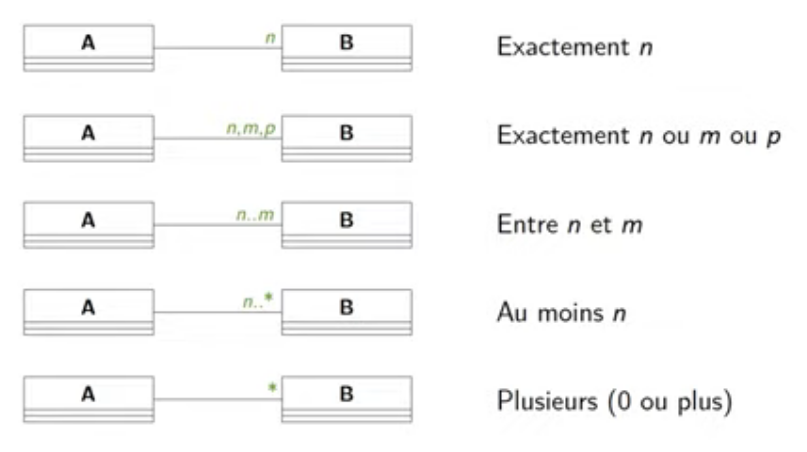 A n B Exactement n
A n,m,p B Exactement n ou m ou p
A n..m B Entre n et m
A n..* B Au moins n
A * B Plusieurs (0 ou plus)